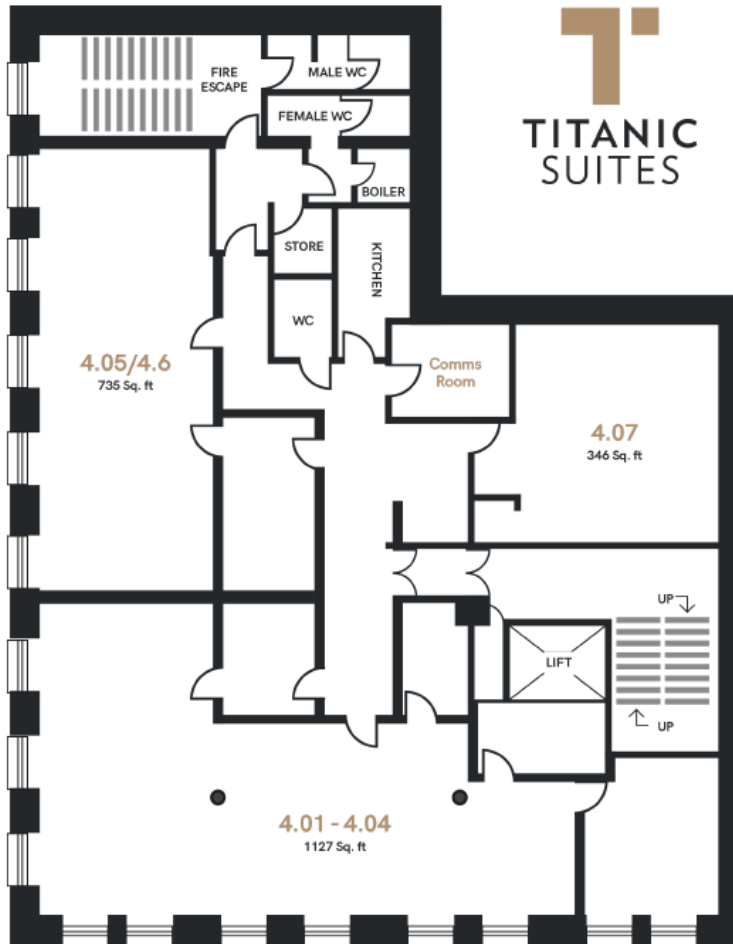 TITANIC
SUITES
FIRE
ESCAPE
MALE WC
FEMALE WC
BOILER
STORE
KITCHEN
WC
4.05/4.6
735 Sq. ft
Comms
Room
4.07
346 Sq. ft
UP
LIFT
UP
4.01 - 4.04
1127 Sq. ft